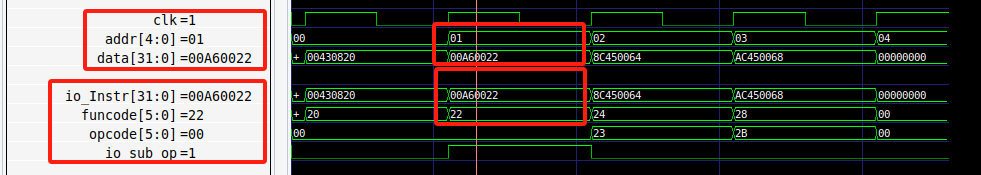 clk=1
addr[4:0]=01 00 01 02 03 04
data[31:0]=00A60022 + 00430820 00A60022 8C450064 AC450068 00000000
io_Instr[31:0]=00A60022 + 00430820 00A60022 8C450064 AC450068 00000000
funcode[5:0]=22 + 20 22 24 28 00
opcode[5:0]=00 00 23 2B 00
io_sub_op=1